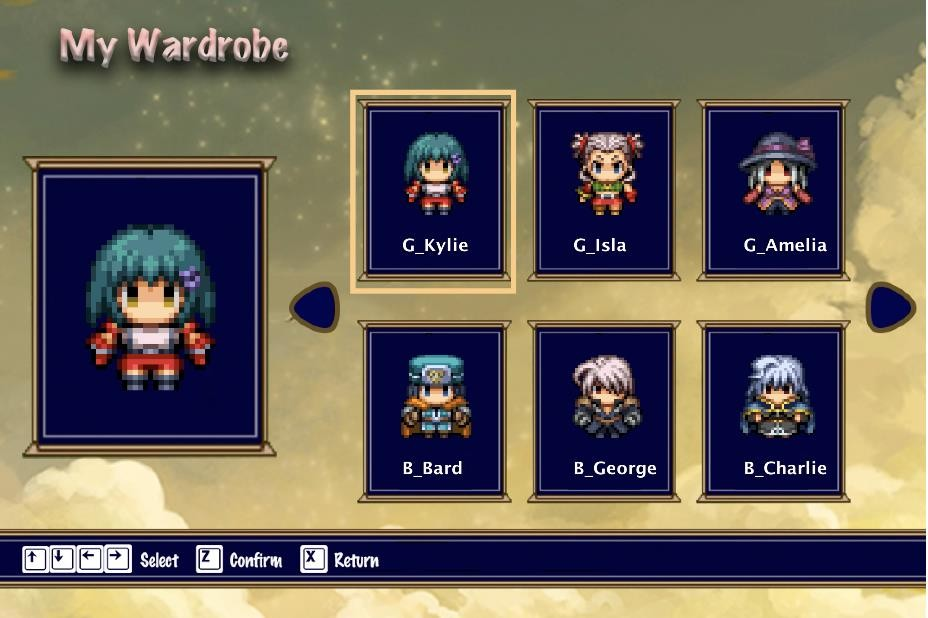 My Wardrobe
G_Kylie
G_Isla
G_Amelia
B_Bard
B_George
B_Charlie
↑ ↓ ← → Select Z Confirm X Return